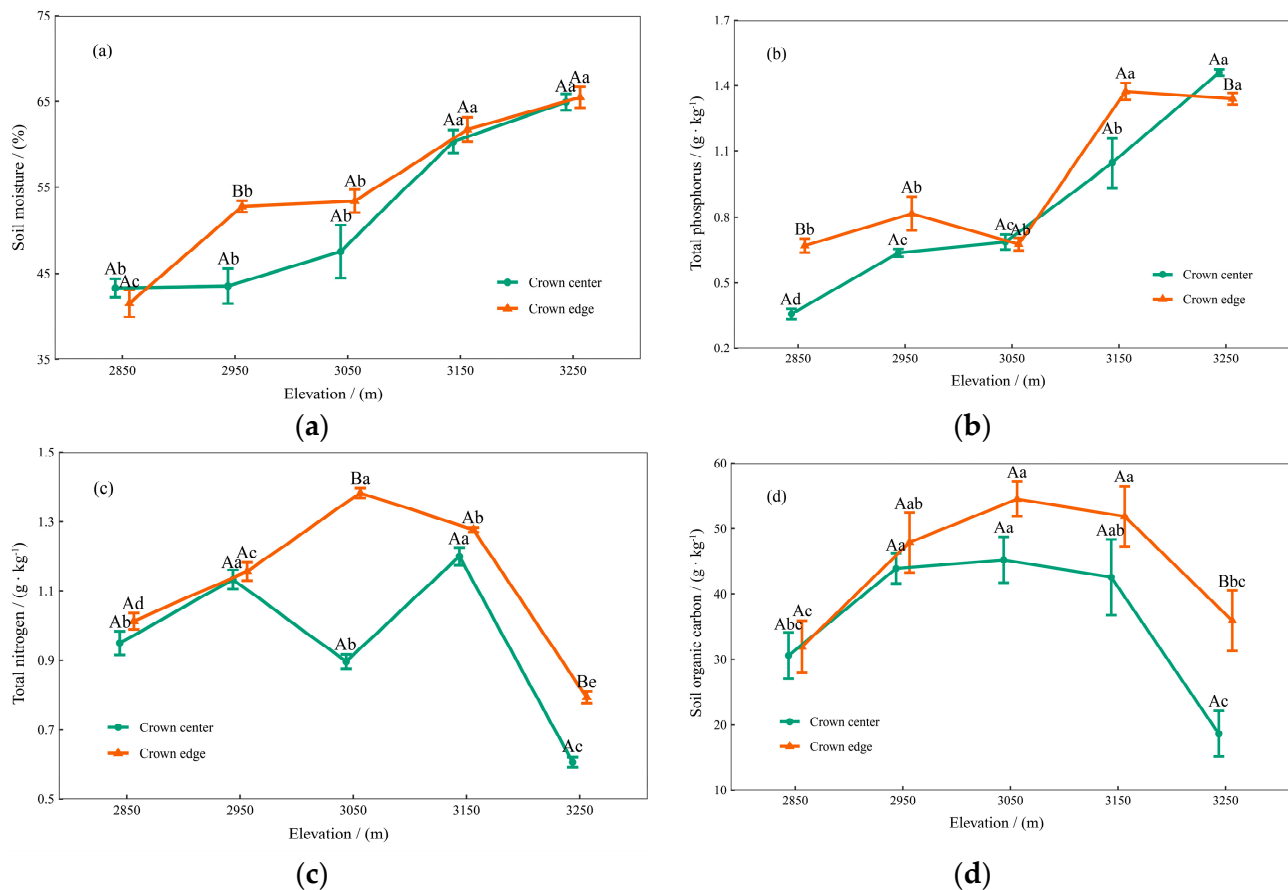 (a)
Soil moisture / (%)
75
65
55
45
35
Ab
Ac
Bb
Ab
Ab
Ab
Aa
Aa
Aa
Aa
Crown center
Crown edge
2850 2950 3050 3150 3250
Elevation / (m)
(a)
(b)
Total phosphorus / (g · kg⁻¹)
1.7
1.4
1.1
0.8
0.5
0.2
Bb
Ad
Ab
Ac
Ac
Ab
Aa
Ab
Aa
Ba
Crown center
Crown edge
2850 2950 3050 3150 3250
Elevation / (m)
(b)
(c)
Total nitrogen / (g · kg⁻¹)
1.5
1.3
1.1
0.9
0.7
0.5
Ad
Ab
Ac
Aa
Ba
Ab
Ab
Aa
Be
Ac
Crown center
Crown edge
2850 2950 3050 3150 3250
Elevation / (m)
(c)
(d)
Soil organic carbon / (g · kg⁻¹)
60
50
40
30
20
10
Abc
Ac
Aab
Aa
Aa
Aa
Aa
Aab
Bbc
Ac
Crown center
Crown edge
2850 2950 3050 3150 3250
Elevation / (m)
(d)